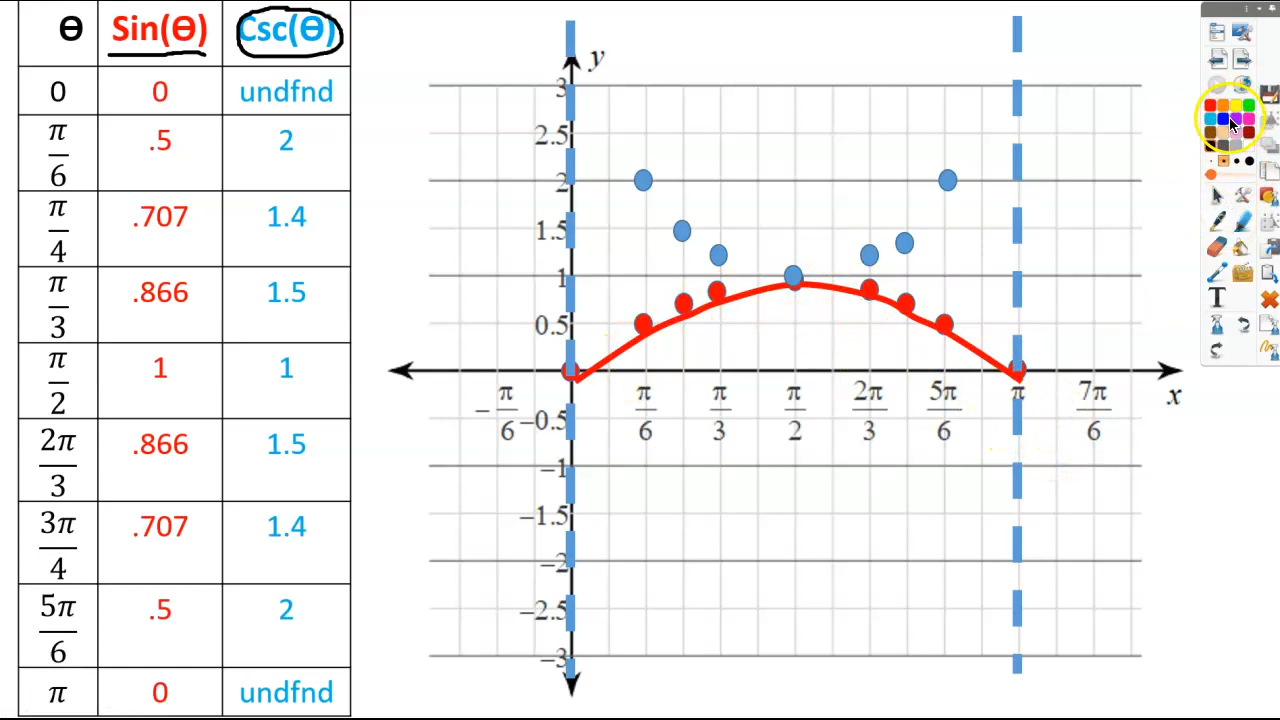 Ө Sin(Ө) Csc(Ө)
0 0 undfnd
π/6 .5 2
π/4 .707 1.4
π/3 .866 1.5
π/2 1 1
2π/3 .866 1.5
3π/4 .707 1.4
5π/6 .5 2
π 0 undfnd
y
3
2.5
2
1.5
1
0.5
−π/6 π/6 π/3 π/2 2π/3 5π/6 π 7π/6 x
−0.5
−1
−1.5
−2
−2.5
−3
T